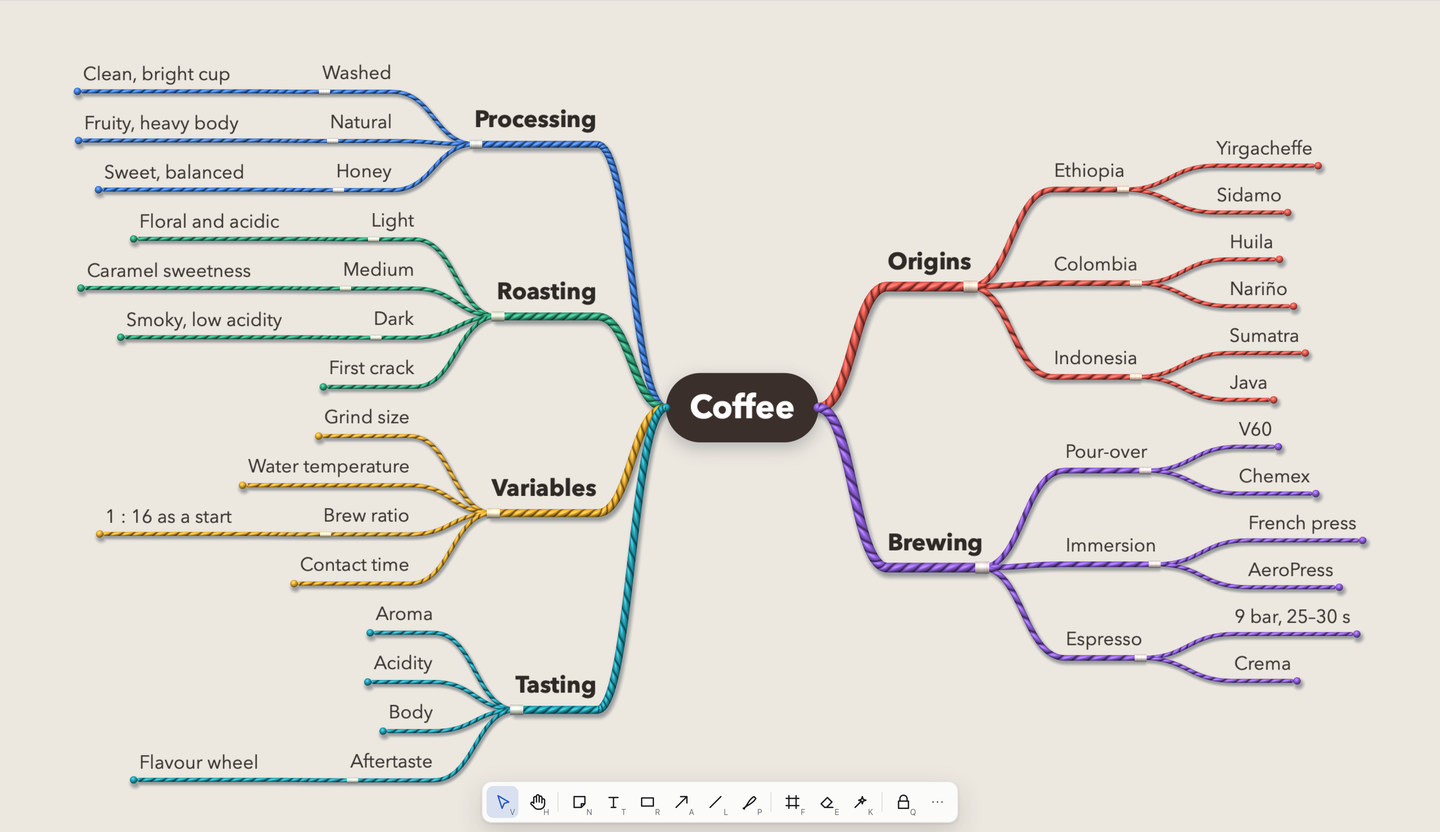 Clean, bright cup
Washed
Fruity, heavy body
Natural
Sweet, balanced
Honey
Processing
Floral and acidic
Light
Caramel sweetness
Medium
Smoky, low acidity
Dark
First crack
Roasting
Grind size
Water temperature
1 : 16 as a start
Brew ratio
Contact time
Variables
Aroma
Acidity
Body
Flavour wheel
Aftertaste
Tasting
Coffee
Origins
Ethiopia
Yirgacheffe
Sidamo
Colombia
Huila
Nariño
Indonesia
Sumatra
Java
Brewing
Pour-over
V60
Chemex
Immersion
French press
AeroPress
Espresso
9 bar, 25–30 s
Crema
V
H
N
T
R
A
L
P
F
E
K
Q